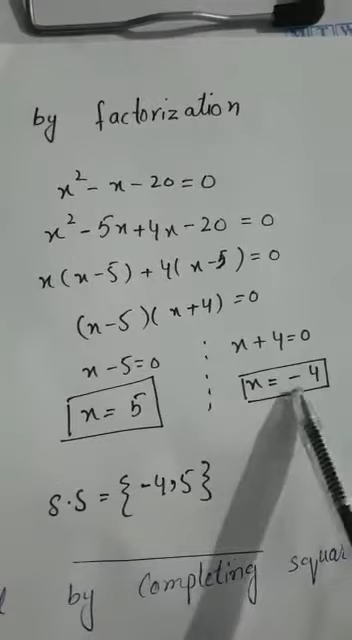 by factorization
x² - x - 20 = 0
x² - 5x + 4x - 20 = 0
x(x-5) + 4(x-5) = 0
(x-5)(x+4) = 0
x - 5 = 0 x + 4 = 0
x = 5 x = -4
S.S = {-4,5}
by completing squar